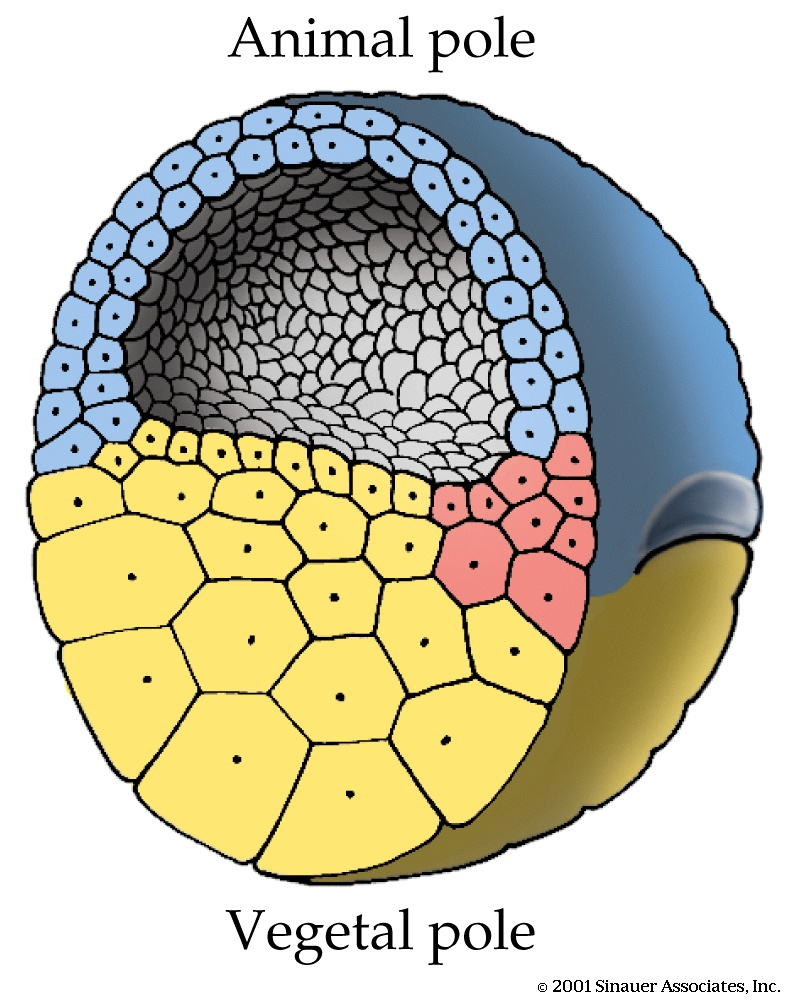 Animal pole
Vegetal pole
© 2001 Sinauer Associates, Inc.